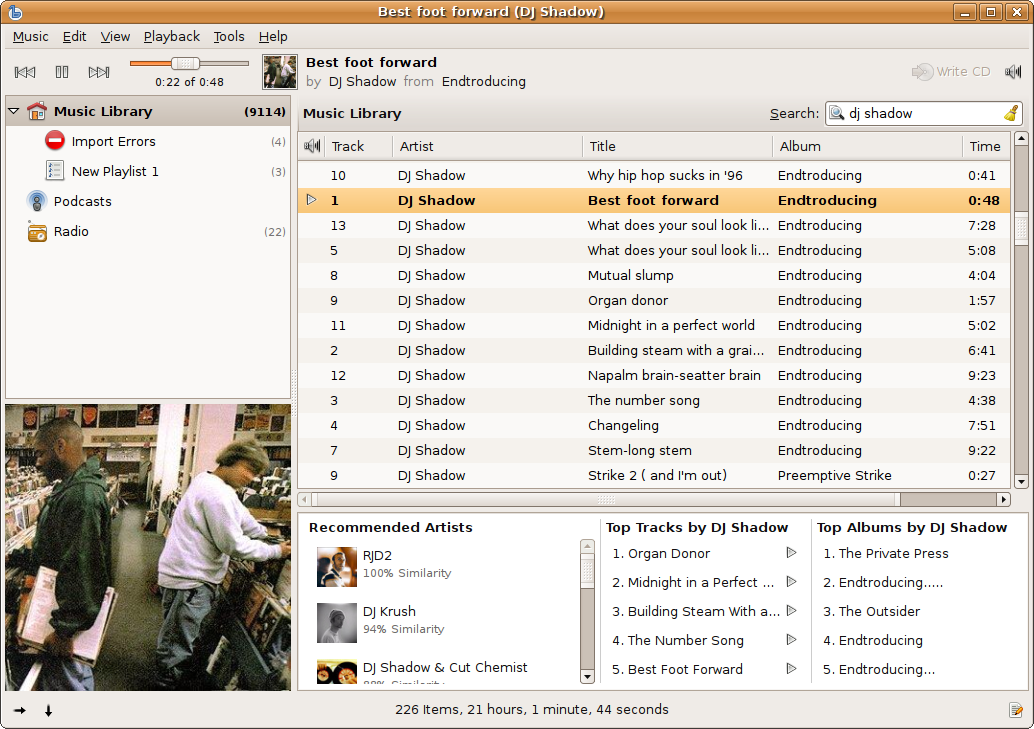 Best foot forward (DJ Shadow)
Music Edit View Playback Tools Help
Best foot forward
by DJ Shadow from Endtroducing
0:22 of 0:48
Write CD
Music Library (9114)
Import Errors (4)
New Playlist 1 (3)
Podcasts
Radio (22)
Music Library
Search: dj shadow
Track Artist Title Album Time
10 DJ Shadow Why hip hop sucks in '96 Endtroducing 0:41
1 DJ Shadow Best foot forward Endtroducing 0:48
13 DJ Shadow What does your soul look li... Endtroducing 7:28
5 DJ Shadow What does your soul look li... Endtroducing 5:08
8 DJ Shadow Mutual slump Endtroducing 4:04
9 DJ Shadow Organ donor Endtroducing 1:57
11 DJ Shadow Midnight in a perfect world Endtroducing 5:02
2 DJ Shadow Building steam with a grai... Endtroducing 6:41
12 DJ Shadow Napalm brain-seatter brain Endtroducing 9:23
3 DJ Shadow The number song Endtroducing 4:38
4 DJ Shadow Changeling Endtroducing 7:51
7 DJ Shadow Stem-long stem Endtroducing 9:22
9 DJ Shadow Strike 2 ( and I'm out) Preemptive Strike 0:27
Recommended Artists
RJD2
100% Similarity
DJ Krush
94% Similarity
DJ Shadow & Cut Chemist
88% Similarity
Top Tracks by DJ Shadow
1. Organ Donor
2. Midnight in a Perfect ...
3. Building Steam With a...
4. The Number Song
5. Best Foot Forward
Top Albums by DJ Shadow
1. The Private Press
2. Endtroducing.....
3. The Outsider
4. Endtroducing
5. Endtroducing...
226 Items, 21 hours, 1 minute, 44 seconds